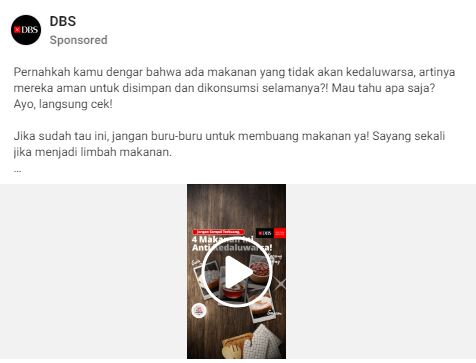 DBS
DBS
Sponsored
Pernahkah kamu dengar bahwa ada makanan yang tidak akan kedaluwarsa, artinya
mereka aman untuk disimpan dan dikonsumsi selamanya?! Mau tahu apa saja?
Ayo, langsung cek!
Jika sudah tau ini, jangan buru-buru untuk membuang makanan ya! Sayang sekali
jika menjadi limbah makanan.
...
Jangan Sampai Terbuang,
DBS
4 Makanan Ini
Anti Kedaluwarsa!